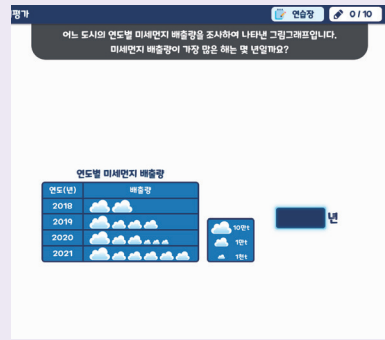 평가
연습장
0 / 10
어느 도시의 연도별 미세먼지 배출량을 조사하여 나타낸 그림그래프입니다.
미세먼지 배출량이 가장 많은 해는 몇 년일까요?
연도별 미세먼지 배출량
연도(년) 배출량
2018
2019
2020
2021
10만t
1만t
1천t
년